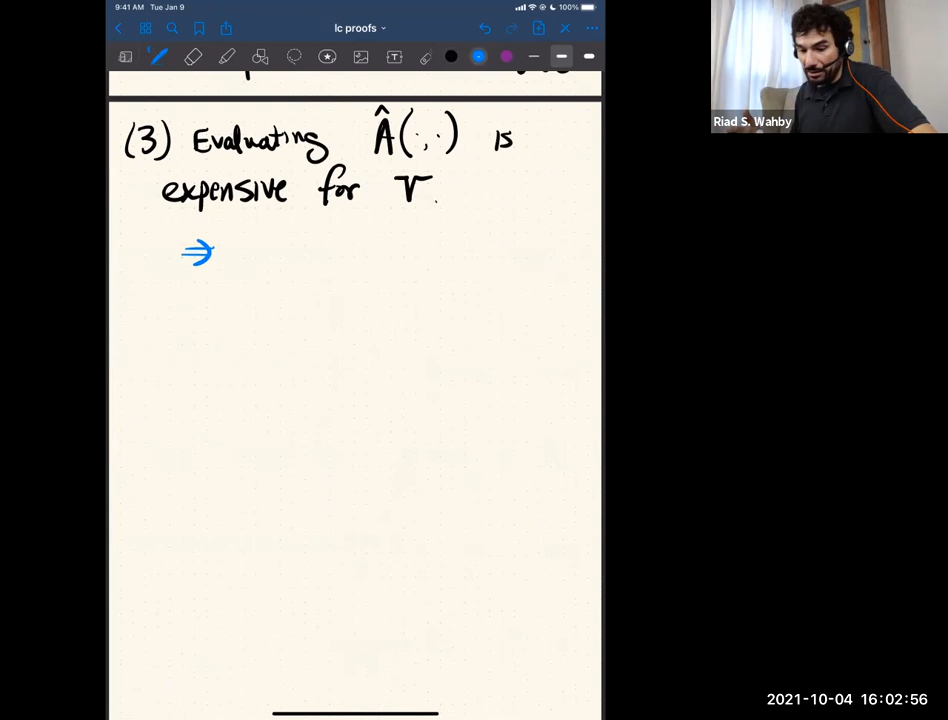 9:41 AM Tue Jan 9
100%
lc proofs
(3) Evaluating Â(·,·) is
expensive for V.
⇒
Riad S. Wahby
2021-10-04 16:02:56